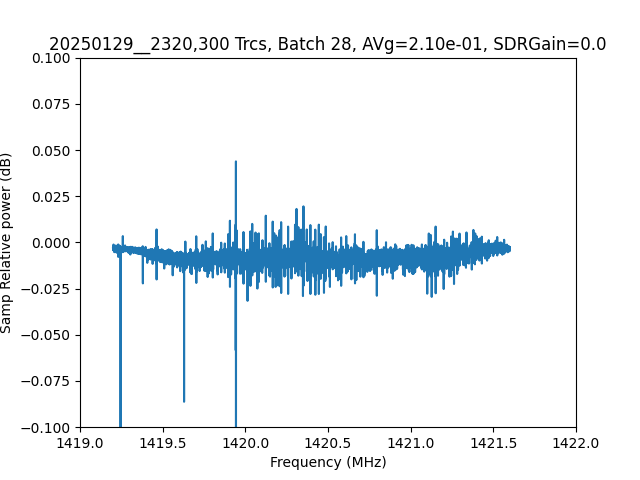 20250129__2320,300 Trcs, Batch 28, AVg=2.10e-01, SDRGain=0.0
Samp Relative power (dB)
0.100
0.075
0.050
0.025
0.000
−0.025
−0.050
−0.075
−0.100
1419.0 1419.5 1420.0 1420.5 1421.0 1421.5 1422.0
Frequency (MHz)